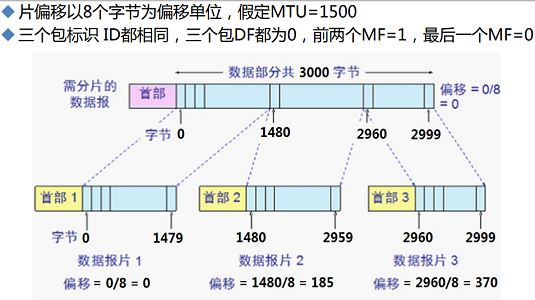 片偏移以8个字节为偏移单位，假定MTU=1500
三个包标识 ID都相同，三个包DF都为0，前两个MF=1，最后一个MF=0
需分片的
数据报
首部
数据部分共 3000 字节
偏移 = 0/8
= 0
字节 0 1480 2960 2999
首部 1 首部 2 首部 3
字节 0 1479 1480 2959 2960 2999
数据报片 1 数据报片 2 数据报片 3
偏移 = 0/8 = 0 偏移 = 1480/8 = 185 偏移 = 2960/8 = 370